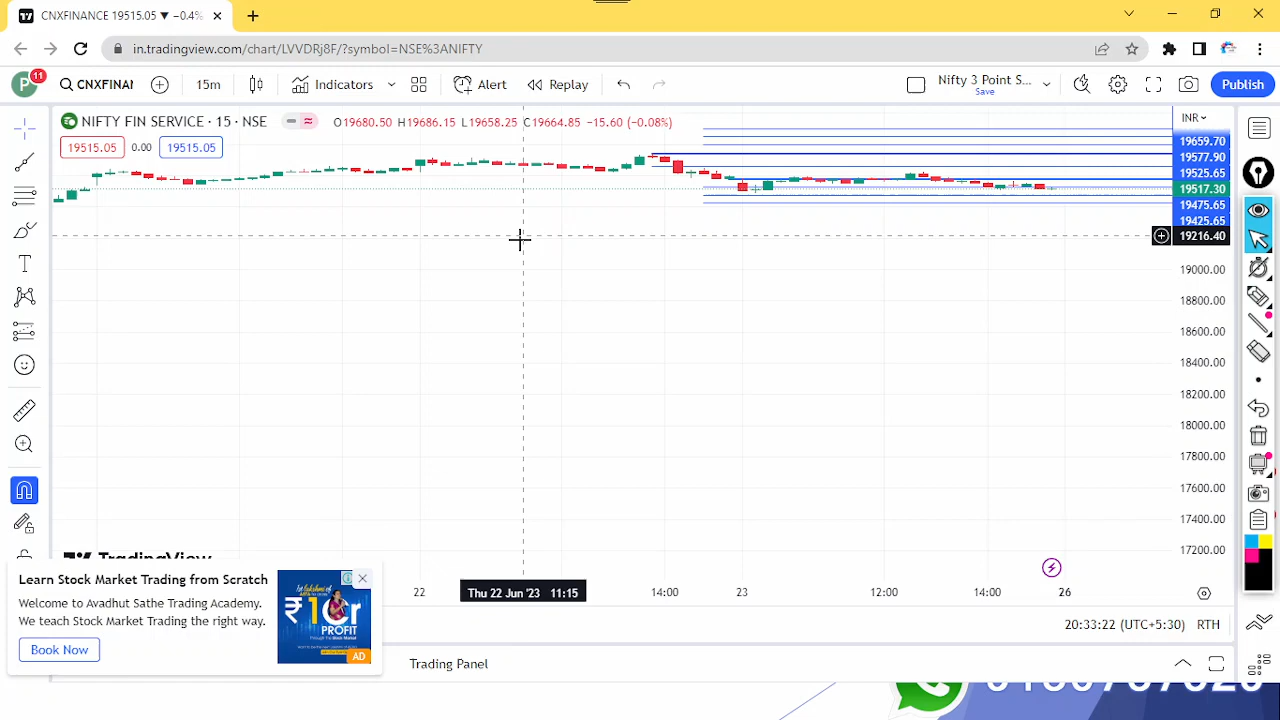 CNXFINANCE 19515.05 ▼ −0.4%
in.tradingview.com/chart/LVVDRj8F/?symbol=NSE%3ANIFTY
P
11
CNXFINAI
15m
Indicators
Alert
Replay
Nifty 3 Point S...
Save
Publish
NIFTY FIN SERVICE · 15 · NSE
O19680.50 H19686.15 L19658.25 C19664.85 −15.60 (−0.08%)
INR
19515.05
0.00
19515.05
19659.70
19577.90
19525.65
19517.30
19475.65
19425.65
19216.40
19000.00
18800.00
18600.00
18400.00
18200.00
18000.00
17800.00
17600.00
17400.00
17200.00
TradingView
Learn Stock Market Trading from Scratch
Welcome to Avadhut Sathe Trading Academy.
We teach Stock Market Trading the right way.
Book Now
₹1Cr
PROFIT
AD
22
Thu 22 Jun '23 11:15
14:00
23
12:00
14:00
26
20:33:22 (UTC+5:30)
RTH
Trading Panel